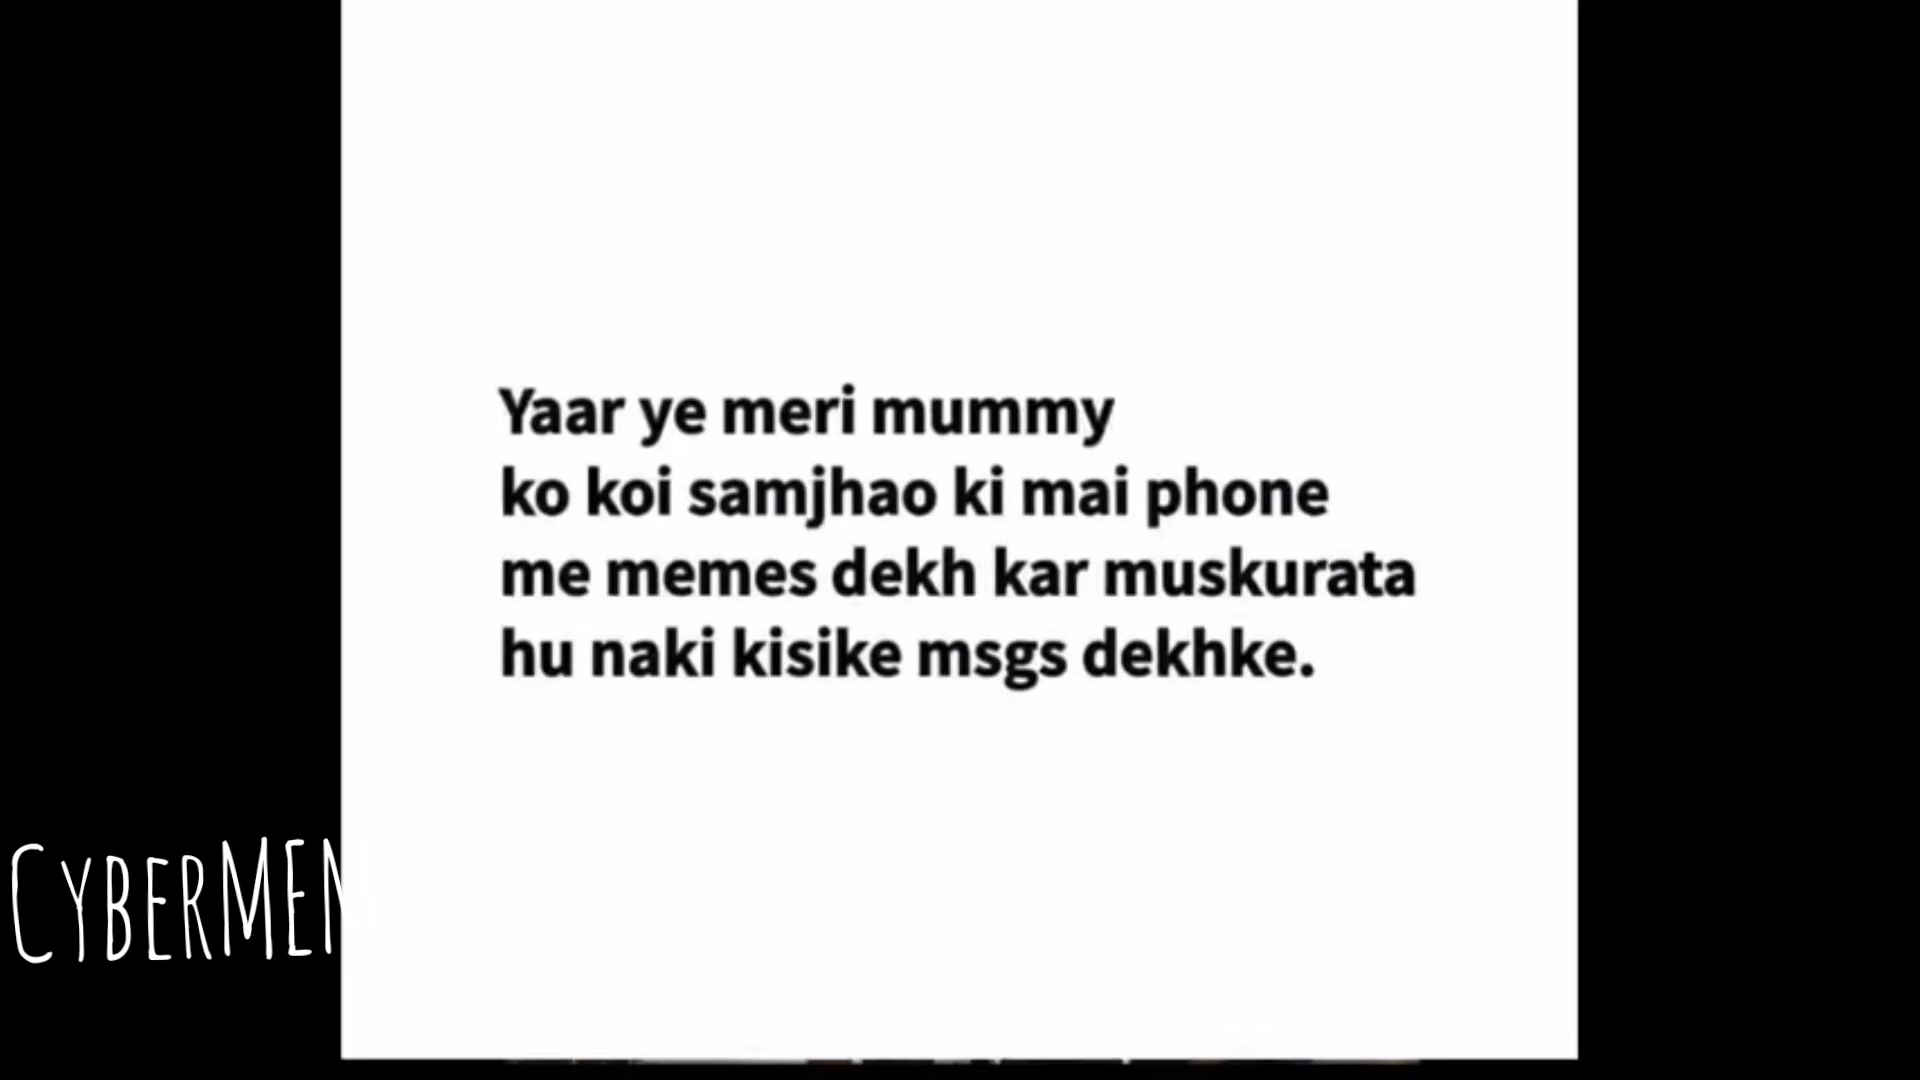 Yaar ye meri mummy
ko koi samjhao ki mai phone
me memes dekh kar muskurata
hu naki kisike msgs dekhke.